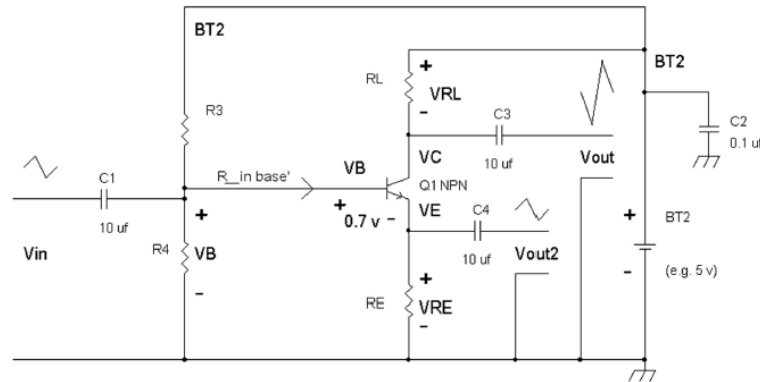 BT2
BT2
RL
+
VRL
-
C3
10 uf
C2
0.1 uf
R3
R__in base'
VB
VC
Q1 NPN
Vout
C1
10 uf
+
0.7 v -
VE
C4
10 uf
Vout2
+
BT2
-
(e.g. 5 v)
Vin
R4
+
VB
-
RE
+
VRE
-